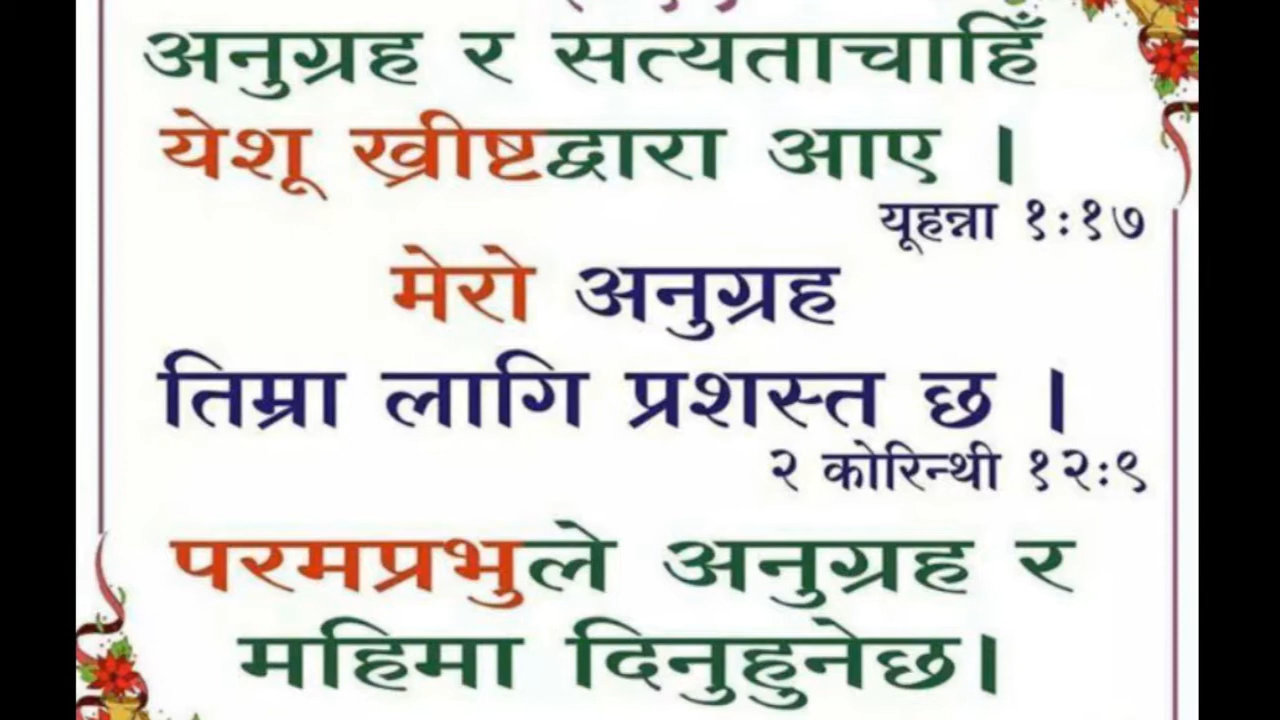 अनुग्रह र सत्यताचाहिँ
येशू ख्रीष्टद्वारा आए ।
यूहन्ना १:१७
मेरो अनुग्रह
तिम्रा लागि प्रशस्त छ ।
२ कोरिन्थी १२:९
परमप्रभुले अनुग्रह र
महिमा दिनुहुनेछ।